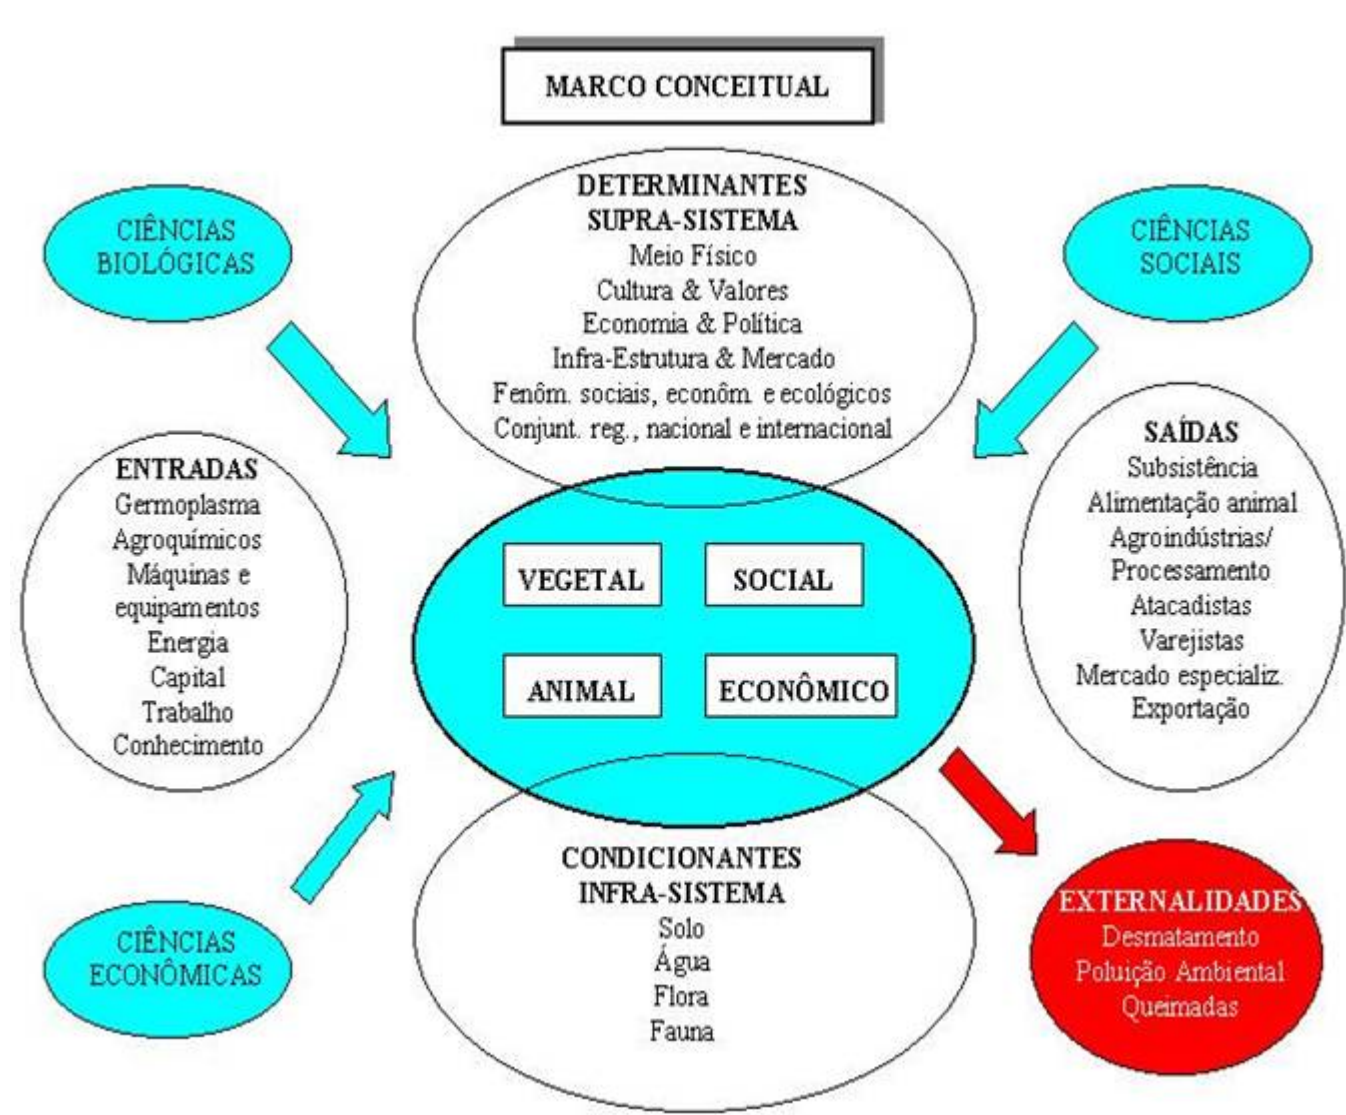 MARCO CONCEITUAL
DETERMINANTES
SUPRA-SISTEMA
Meio Físico
Cultura & Valores
Economia & Política
Infra-Estrutura & Mercado
Fenôm. sociais, econôm. e ecológicos
Conjunt. reg., nacional e internacional
CIÊNCIAS
BIOLÓGICAS
CIÊNCIAS
SOCIAIS
ENTRADAS
Germoplasma
Agroquímicos
Máquinas e
equipamentos
Energia
Capital
Trabalho
Conhecimento
VEGETAL
SOCIAL
ANIMAL
ECONÔMICO
SAÍDAS
Subsistência
Alimentação animal
Agroindústrias/
Processamento
Atacadistas
Varejistas
Mercado especializ.
Exportação
CIÊNCIAS
ECONÔMICAS
CONDICIONANTES
INFRA-SISTEMA
Solo
Água
Flora
Fauna
EXTERNALIDADES
Desmatamento
Poluição Ambiental
Queimadas